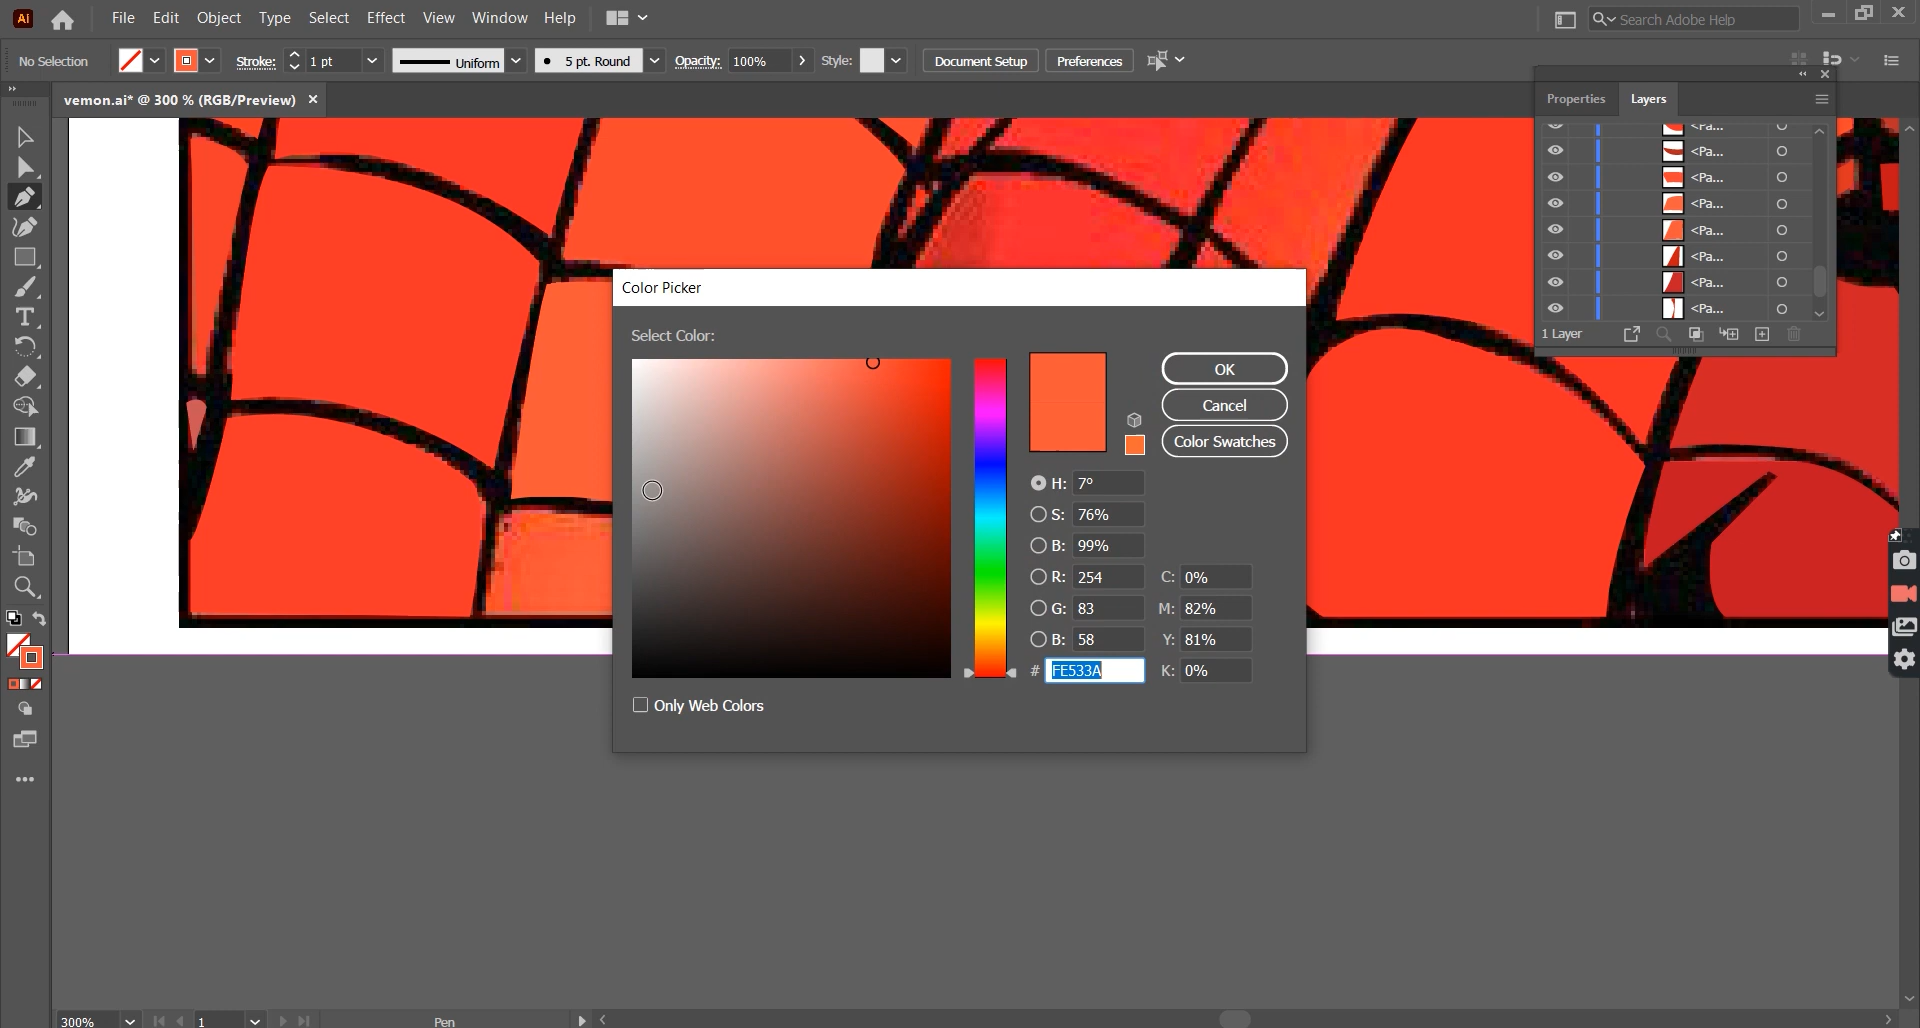 Ai File Edit Object Type Select Effect View Window Help Search Adobe Help
No Selection Stroke: 1 pt Uniform 5 pt. Round Opacity: 100% Style: Document Setup Preferences
vemon.ai* @ 300 % (RGB/Preview)
Properties Layers
<Pa...
<Pa...
<Pa...
<Pa...
<Pa...
<Pa...
<Pa...
<Pa...
1 Layer
Color Picker
Select Color:
OK
Cancel
Color Swatches
H: 7°
S: 76%
B: 99%
R: 254 C: 0%
G: 83 M: 82%
B: 58 Y: 81%
# FE533A K: 0%
Only Web Colors
300% 1 Pen